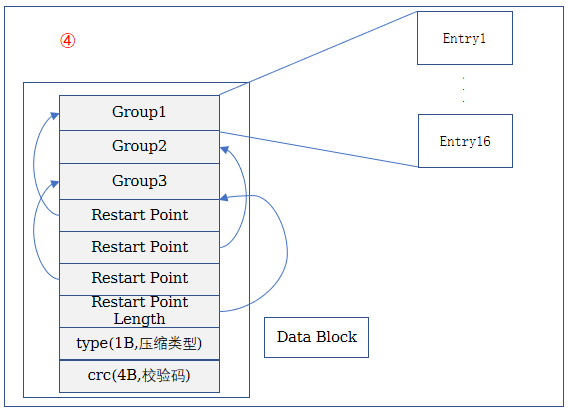 ④
Entry1
.
.
.
Entry16
Group1
Group2
Group3
Restart Point
Restart Point
Restart Point
Restart Point
Length
type(1B,压缩类型)
crc(4B,校验码)
Data Block